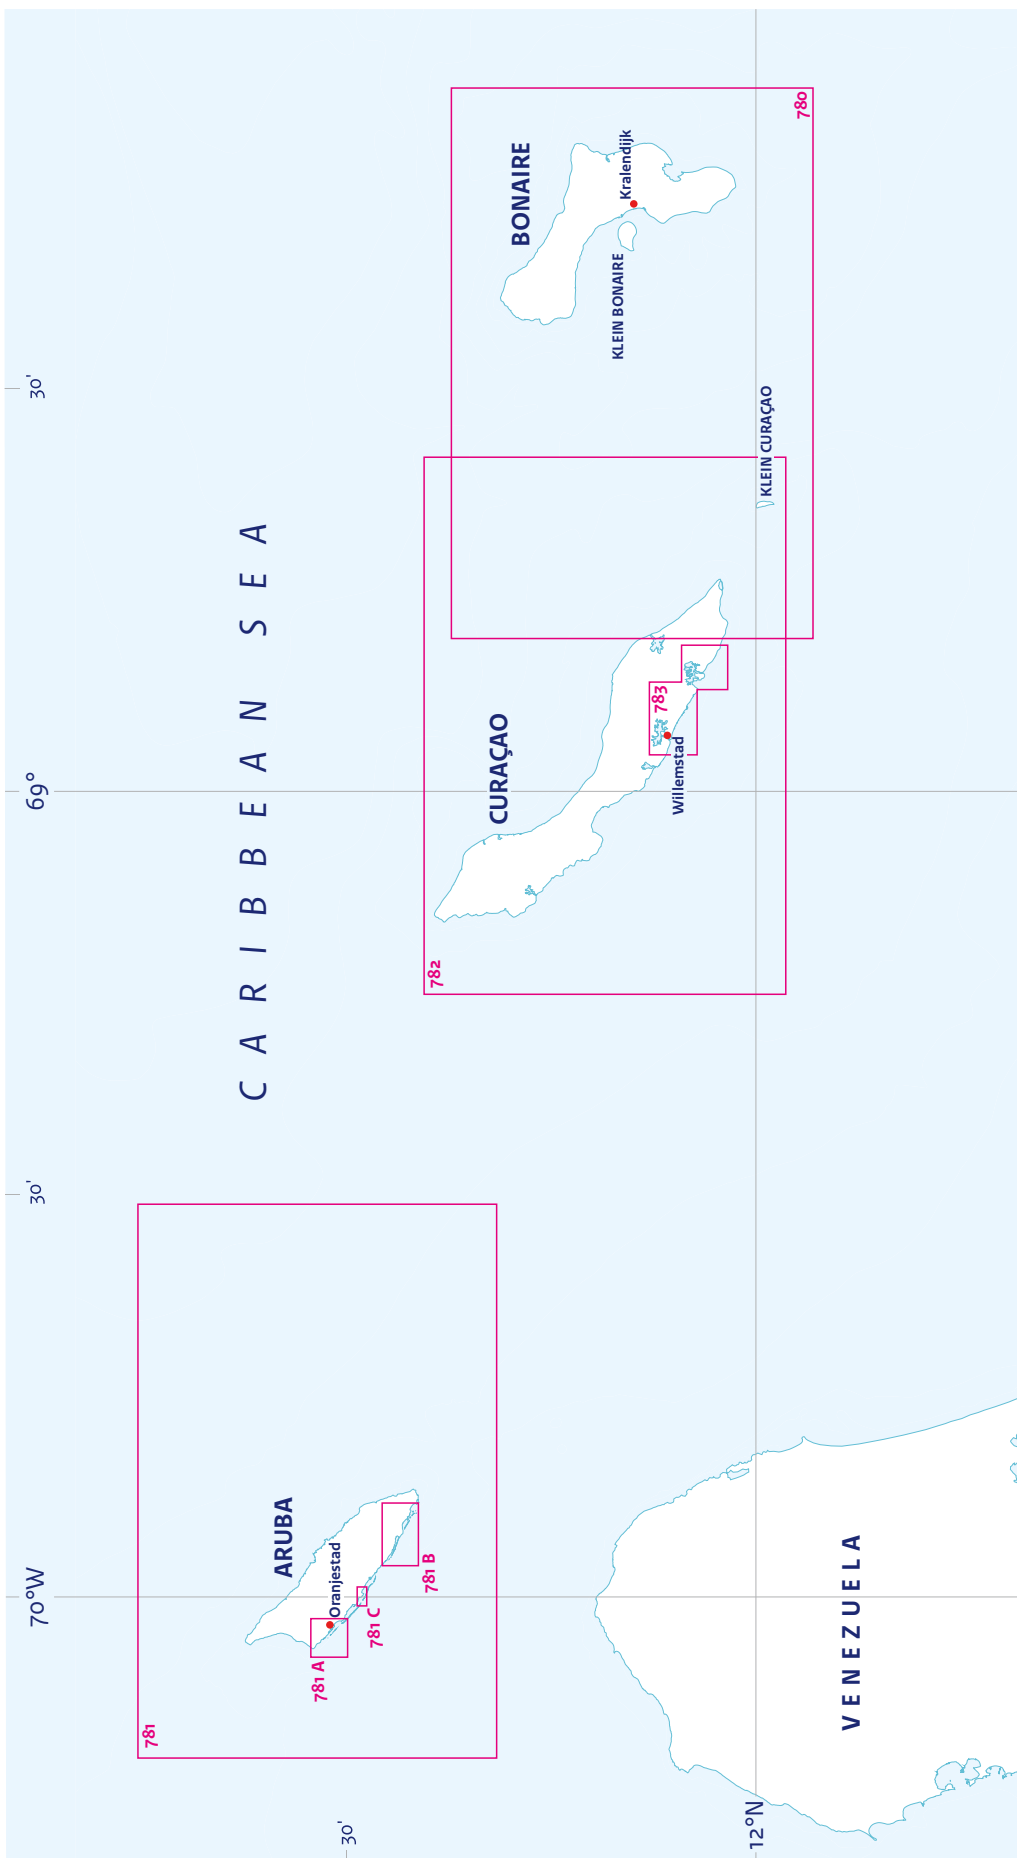 70°W
30'
69°
30'
30'
12°N
CARIBBEAN SEA
781
ARUBA
Oranjestad
781 A
781 C
781 B
VENEZUELA
782
CURAÇAO
Willemstad
783
KLEIN CURAÇAO
BONAIRE
Kralendijk
KLEIN BONAIRE
780